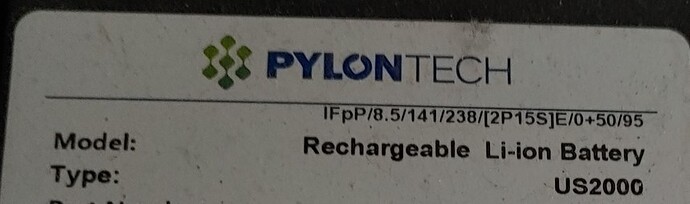 PYLONTECH
IFpP/8.5/141/238/[2P15S]E/0+50/95
Model: Rechargeable Li-ion Battery
Type: US2000